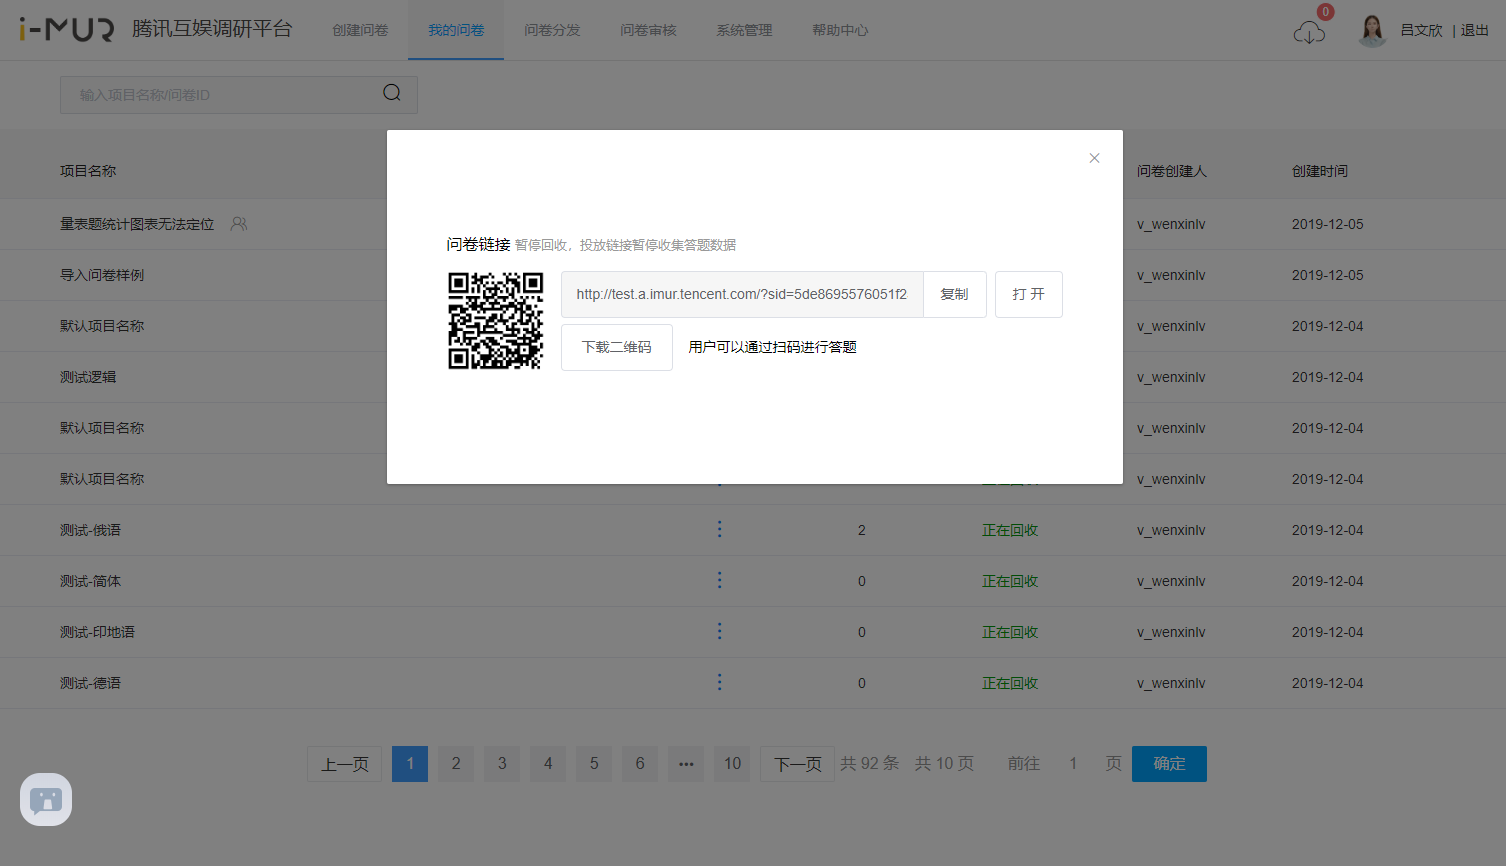 i-MUR 腾讯互娱调研平台 创建问卷 我的问卷 问卷分发 问卷审核 系统管理 帮助中心 0 吕文欣 | 退出
输入项目名称/问卷ID
项目名称 问卷创建人 创建时间
量表题统计图表无法定位 v_wenxinlv 2019-12-05
问卷链接 暂停回收，投放链接暂停收集答题数据
导入问卷样例 v_wenxinlv 2019-12-05
http://test.a.imur.tencent.com/?sid=5de8695576051f2 复制 打 开
默认项目名称 v_wenxinlv 2019-12-04
下载二维码 用户可以通过扫码进行答题
测试逻辑 v_wenxinlv 2019-12-04
默认项目名称 v_wenxinlv 2019-12-04
默认项目名称 v_wenxinlv 2019-12-04
测试-俄语 2 正在回收 v_wenxinlv 2019-12-04
测试-简体 0 正在回收 v_wenxinlv 2019-12-04
测试-印地语 0 正在回收 v_wenxinlv 2019-12-04
测试-德语 0 正在回收 v_wenxinlv 2019-12-04
上一页 1 2 3 4 5 6 ••• 10 下一页 共 92 条 共 10 页 前往 1 页 确定